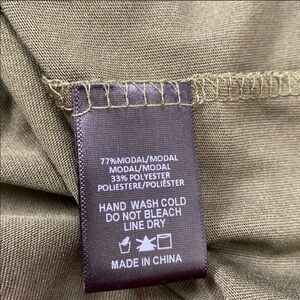 77%MODAL/MODAL
MODAL/MODAL
33% POLYESTER
POLIESTERE/POLIÉSTER
HAND WASH COLD
DO NOT BLEACH
LINE DRY
MADE IN CHINA